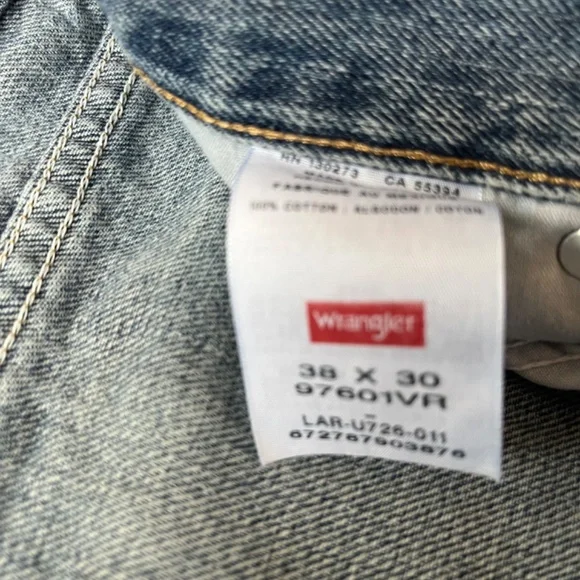 RN 130273 CA 55394
100% COTTON / ALGODON / COTON
Wrangler
38 X 30
97601VR
LAR-U726-011
672767903876